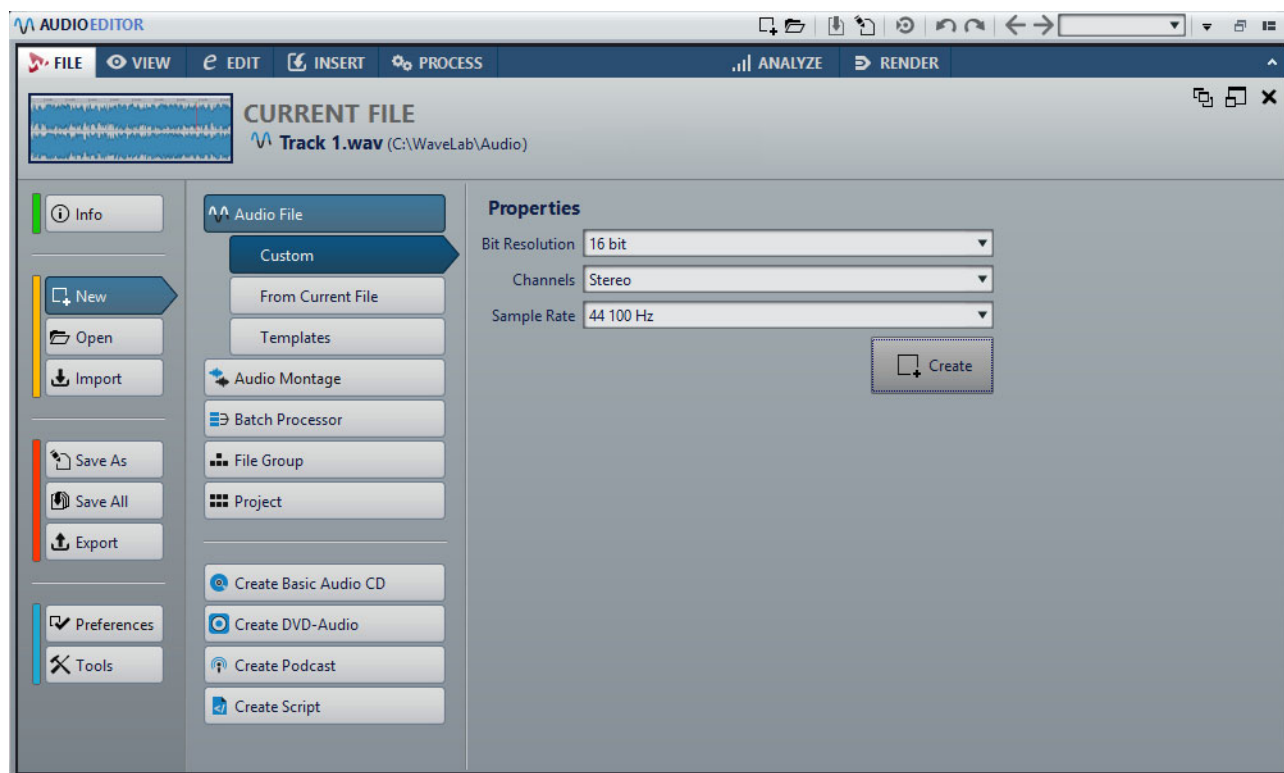 AUDIOEDITOR
FILE VIEW EDIT INSERT PROCESS ANALYZE RENDER
CURRENT FILE
Track 1.wav (C:\WaveLab\Audio)
Info
New
Open
Import
Save As
Save All
Export
Preferences
Tools
Audio File
Custom
From Current File
Templates
Audio Montage
Batch Processor
File Group
Project
Create Basic Audio CD
Create DVD-Audio
Create Podcast
Create Script
Properties
Bit Resolution 16 bit
Channels Stereo
Sample Rate 44 100 Hz
Create